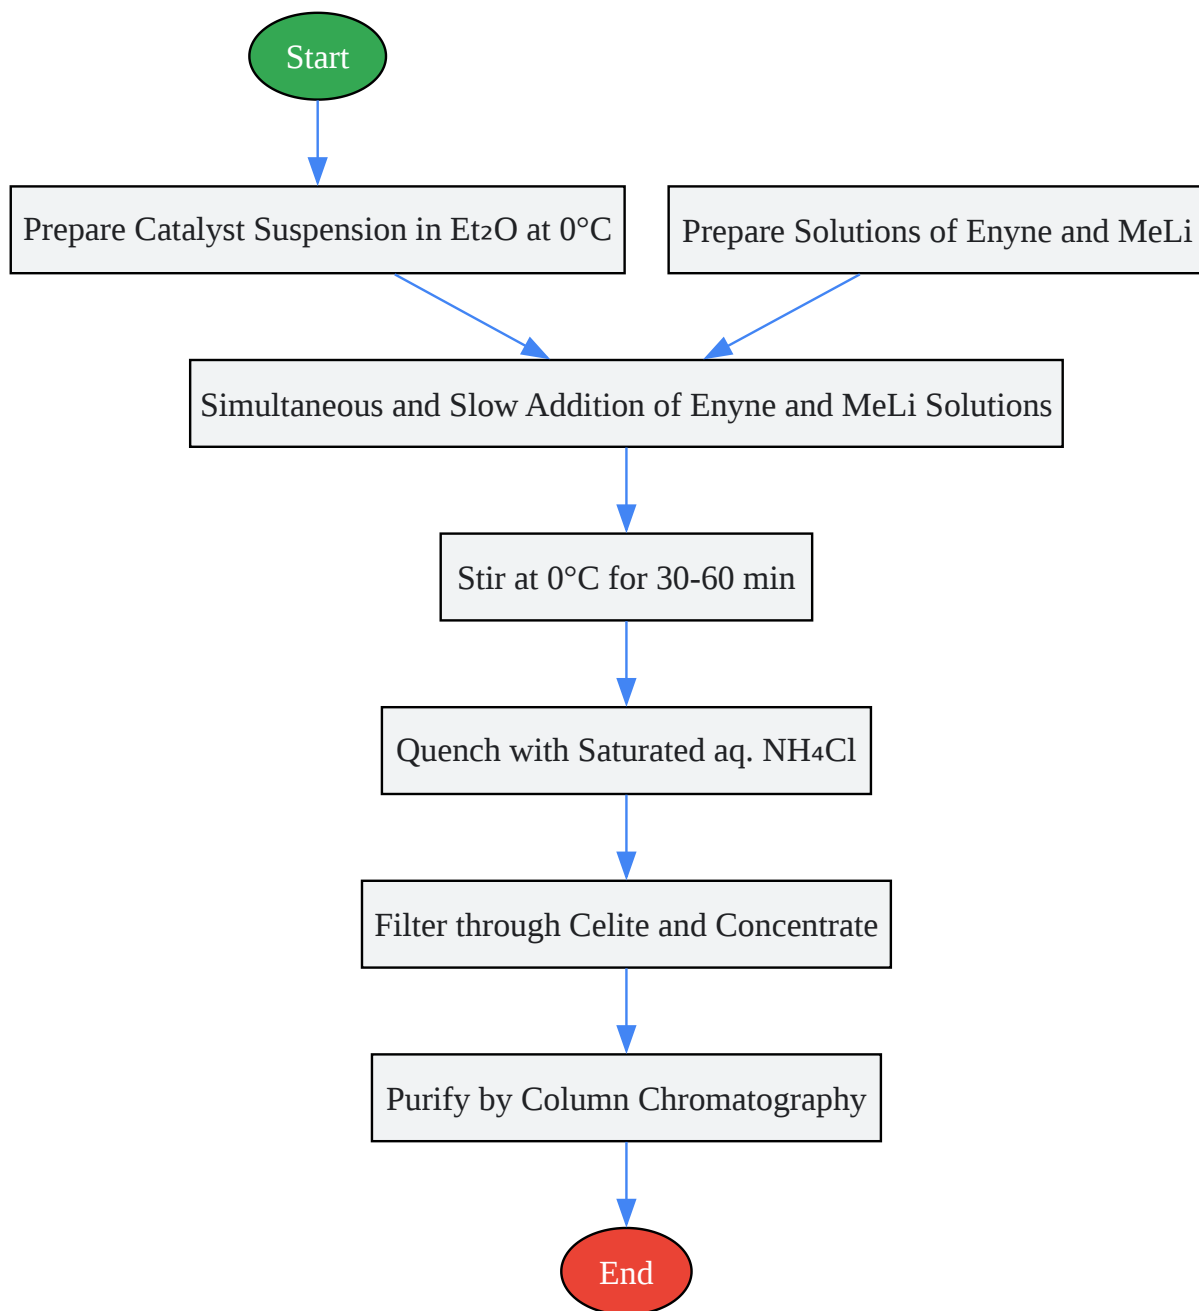 Start
Prepare Catalyst Suspension in Et₂O at 0°C
Prepare Solutions of Enyne and MeLi
Simultaneous and Slow Addition of Enyne and MeLi Solutions
Stir at 0°C for 30-60 min
Quench with Saturated aq. NH₄Cl
Filter through Celite and Concentrate
Purify by Column Chromatography
End